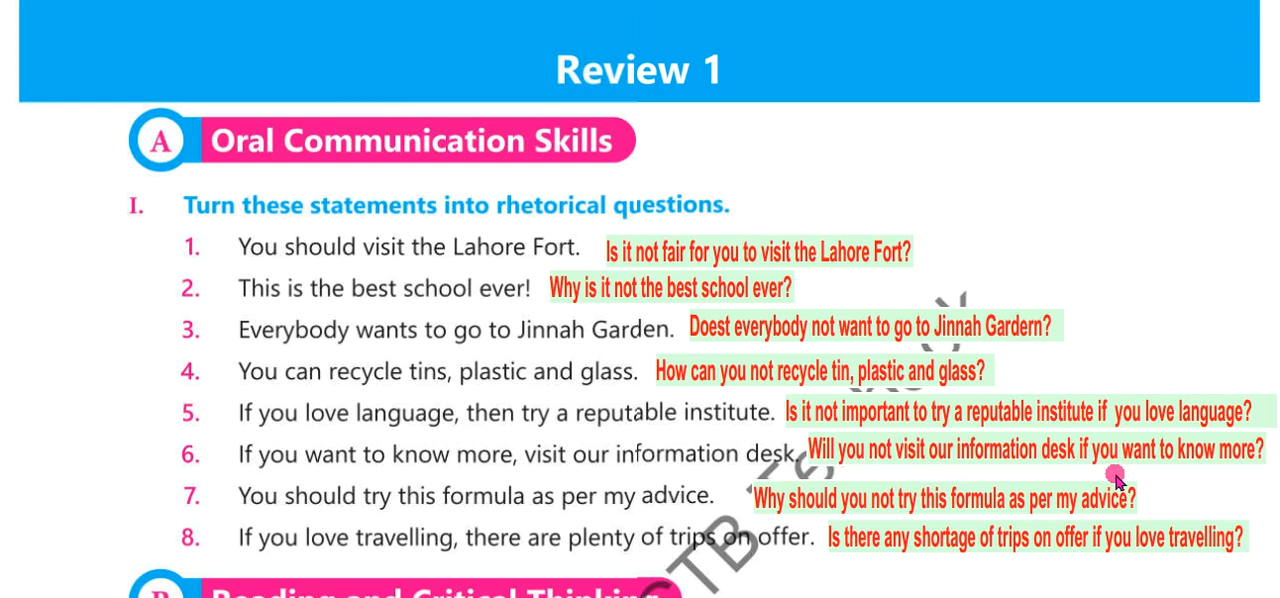 Review 1
A Oral Communication Skills
I. Turn these statements into rhetorical questions.
1. You should visit the Lahore Fort. Is it not fair for you to visit the Lahore Fort?
2. This is the best school ever! Why is it not the best school ever?
3. Everybody wants to go to Jinnah Garden. Doest everybody not want to go to Jinnah Gardern?
4. You can recycle tins, plastic and glass. How can you not recycle tin, plastic and glass?
5. If you love language, then try a reputable institute. Is it not important to try a reputable institute if you love language?
6. If you want to know more, visit our information desk. Will you not visit our information desk if you want to know more?
7. You should try this formula as per my advice. Why should you not try this formula as per my advice?
8. If you love travelling, there are plenty of trips on offer. Is there any shortage of trips on offer if you love travelling?
B Reading and Critical Thinking